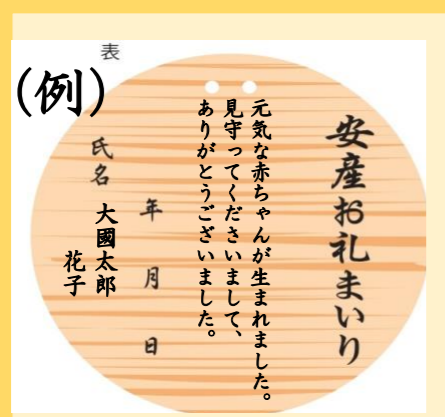 表
(例)
安産お礼まいり
元気な赤ちゃんが生まれました。
見守ってくださいまして、
ありがとうございました。
年 月 日
氏名 大國太郎
花子